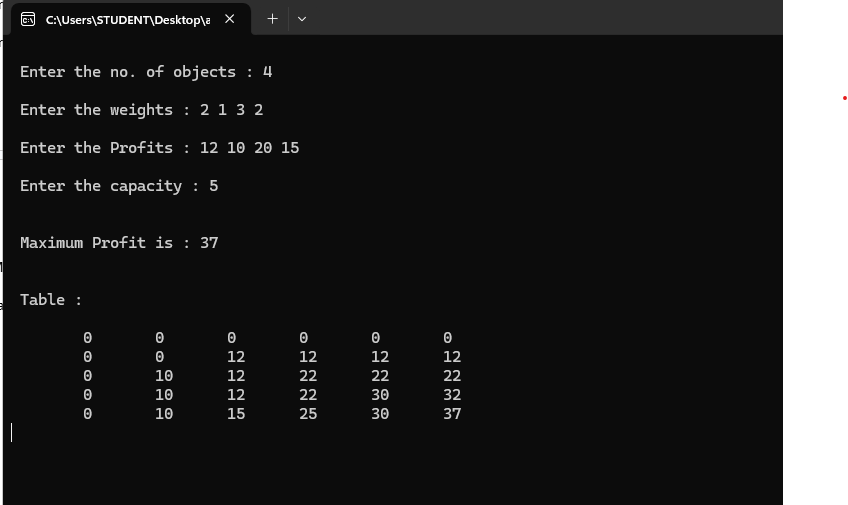 C:\Users\STUDENT\Desktop\a
Enter the no. of objects : 4
Enter the weights : 2 1 3 2
Enter the Profits : 12 10 20 15
Enter the capacity : 5
Maximum Profit is : 37
Table :
0 0 0 0 0 0
0 0 12 12 12 12
0 10 12 22 22 22
0 10 12 22 30 32
0 10 15 25 30 37